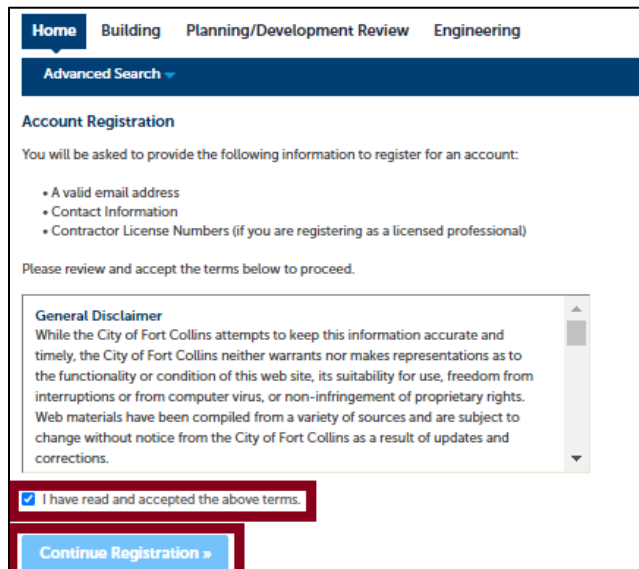 Home Building Planning/Development Review Engineering
Advanced Search
Account Registration
You will be asked to provide the following information to register for an account:
• A valid email address
• Contact Information
• Contractor License Numbers (if you are registering as a licensed professional)
Please review and accept the terms below to proceed.
General Disclaimer
While the City of Fort Collins attempts to keep this information accurate and
timely, the City of Fort Collins neither warrants nor makes representations as to
the functionality or condition of this web site, its suitability for use, freedom from
interruptions or from computer virus, or non-infringement of proprietary rights.
Web materials have been compiled from a variety of sources and are subject to
change without notice from the City of Fort Collins as a result of updates and
corrections.
I have read and accepted the above terms.
Continue Registration »